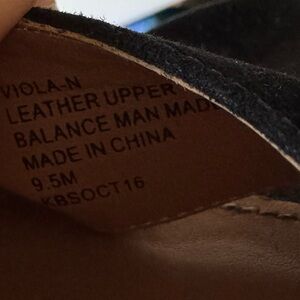 VIOLA-N
LEATHER UPPER
BALANCE MAN MADE
MADE IN CHINA
9.5M
KBSOCT16